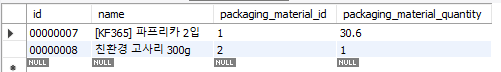 id name packaging_material_id packaging_material_quantity
00000007 [KF365] 파프리카 2입 1 30.6
00000008 친환경 고사리 300g 2 1
NULL NULL NULL NULL